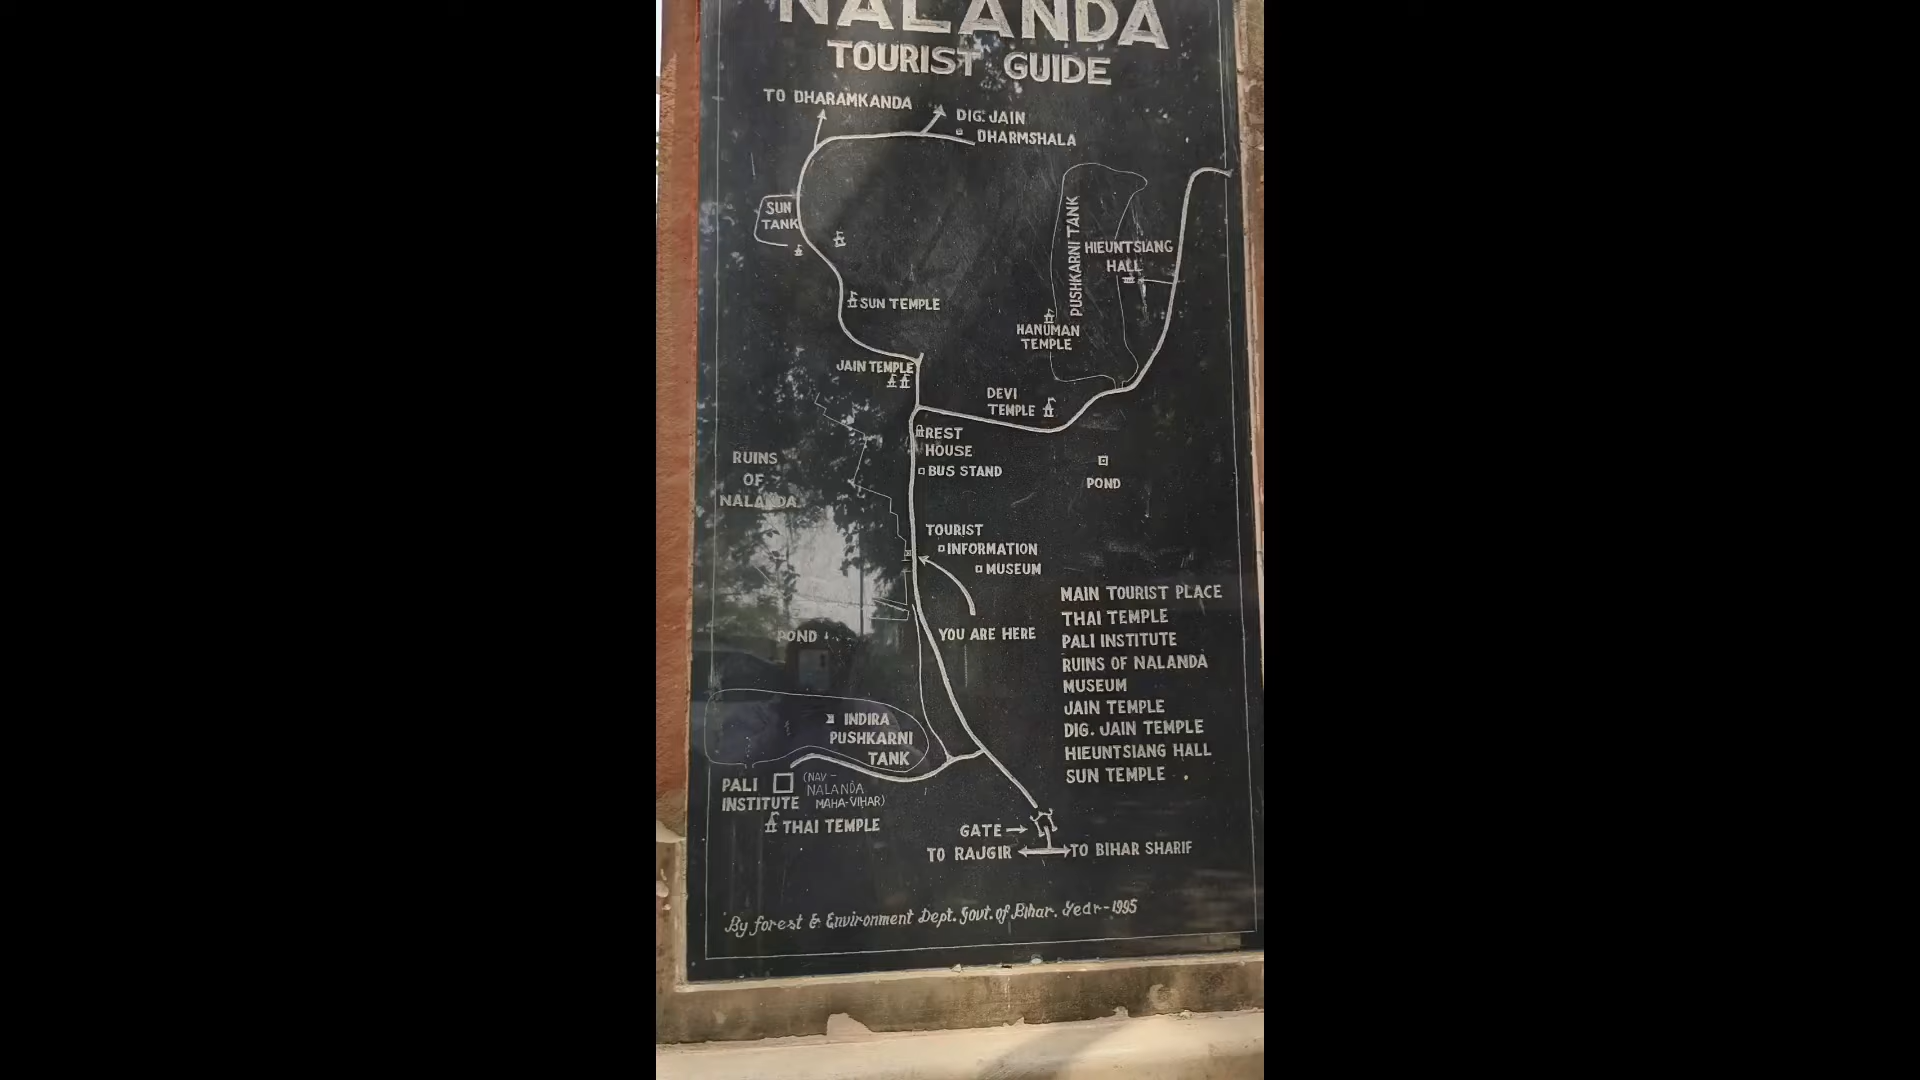 NALANDA
TOURIST GUIDE
TO DHARAMKANDA
DIG. JAIN
DHARMSHALA
SUN
TANK
PUSHKARNI TANK
HIEUNTSIANG
HALL
SUN TEMPLE
HANUMAN
TEMPLE
JAIN TEMPLE
DEVI
TEMPLE
REST
HOUSE
BUS STAND
RUINS
OF
NALANDA
POND
TOURIST
INFORMATION
MUSEUM
YOU ARE HERE
MAIN TOURIST PLACE
THAI TEMPLE
PALI INSTITUTE
RUINS OF NALANDA
MUSEUM
JAIN TEMPLE
DIG. JAIN TEMPLE
HIEUNTSIANG HALL
SUN TEMPLE .
POND
INDIRA
PUSHKARNI
TANK
PALI
INSTITUTE
(NAV-
NALANDA
MAHA-VIHAR)
THAI TEMPLE
GATE
TO RAJGIR
TO BIHAR SHARIF
By forest & Environment Dept. Govt. of Bihar. Year-1995